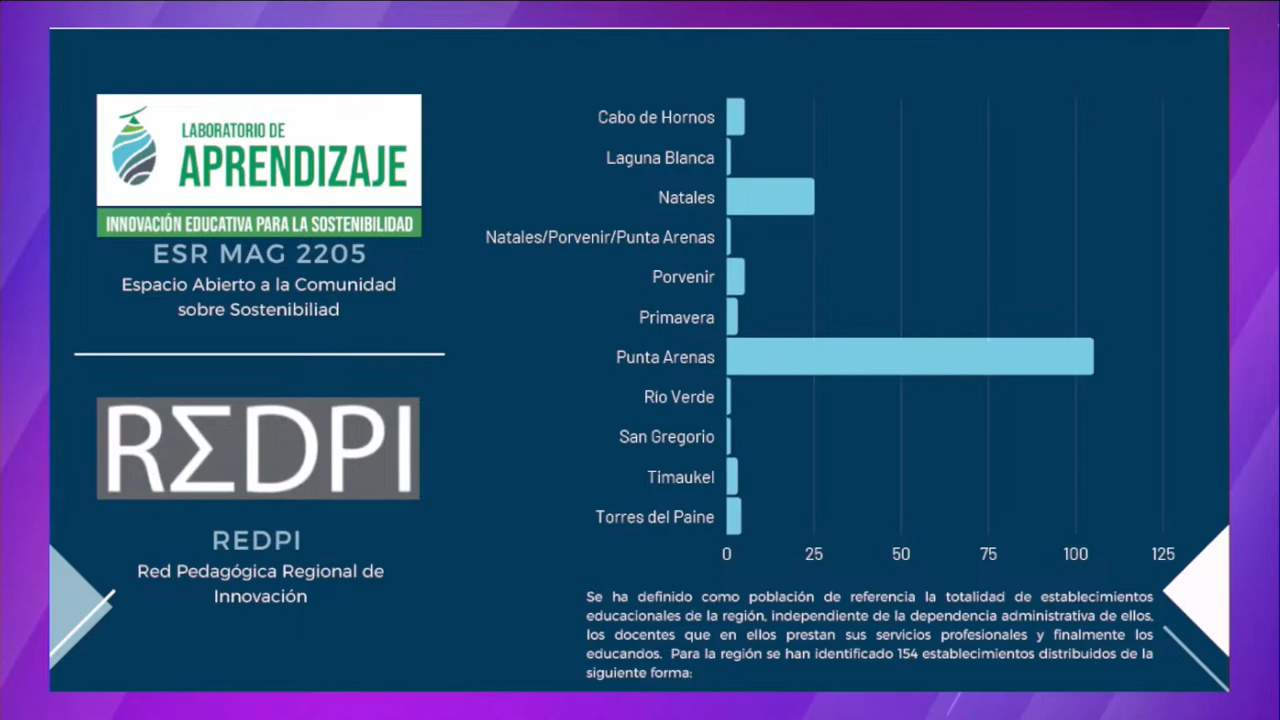 LABORATORIO DE
APRENDIZAJE
INNOVACIÓN EDUCATIVA PARA LA SOSTENIBILIDAD
ESR MAG 2205
Espacio Abierto a la Comunidad
sobre Sostenibiliad
RΣDPI
REDPI
Red Pedagógica Regional de
Innovación
Cabo de Hornos
Laguna Blanca
Natales
Natales/Porvenir/Punta Arenas
Porvenir
Primavera
Punta Arenas
Río Verde
San Gregorio
Timaukel
Torres del Paine
0 25 50 75 100 125
Se ha definido como población de referencia la totalidad de establecimientos
educacionales de la región, independiente de la dependencia administrativa de ellos,
los docentes que en ellos prestan sus servicios profesionales y finalmente los
educandos. Para la región se han identificado 154 establecimientos distribuidos de la
siguiente forma: